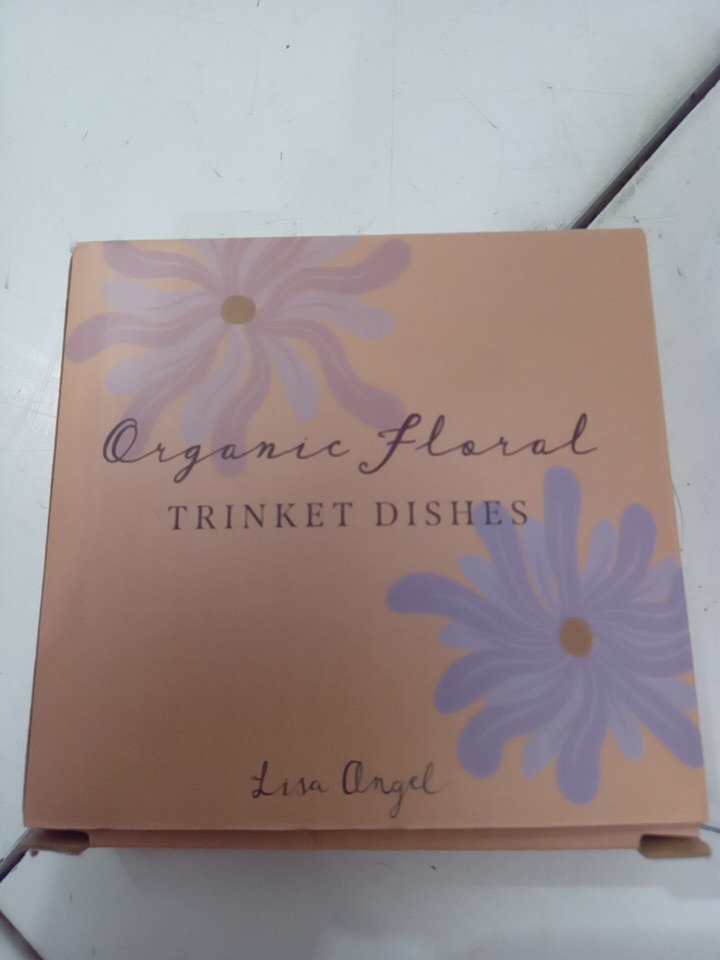 Organic Floral
TRINKET DISHES
Lisa Angel